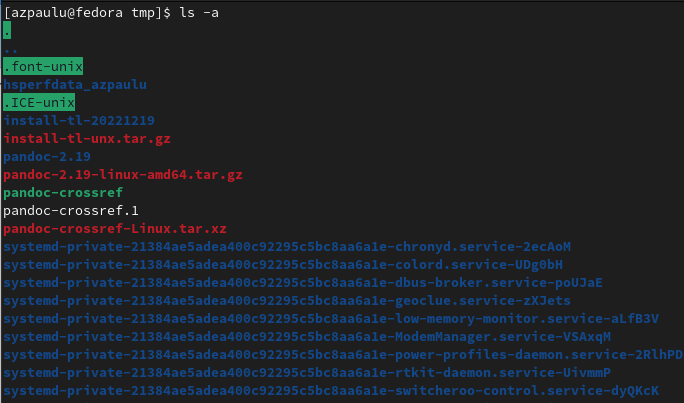 [azpaulu@fedora tmp]$ ls -a
.
..
.font-unix
hsperfdata_azpaulu
.ICE-unix
install-tl-20221219
install-tl-unx.tar.gz
pandoc-2.19
pandoc-2.19-linux-amd64.tar.gz
pandoc-crossref
pandoc-crossref.1
pandoc-crossref-Linux.tar.xz
systemd-private-21384ae5adea400c92295c5bc8aa6a1e-chronyd.service-2ecAoM
systemd-private-21384ae5adea400c92295c5bc8aa6a1e-colord.service-UDg0bH
systemd-private-21384ae5adea400c92295c5bc8aa6a1e-dbus-broker.service-poUJaE
systemd-private-21384ae5adea400c92295c5bc8aa6a1e-geoclue.service-zXJets
systemd-private-21384ae5adea400c92295c5bc8aa6a1e-low-memory-monitor.service-aLfB3V
systemd-private-21384ae5adea400c92295c5bc8aa6a1e-ModemManager.service-VSAxqM
systemd-private-21384ae5adea400c92295c5bc8aa6a1e-power-profiles-daemon.service-2RlhPD
systemd-private-21384ae5adea400c92295c5bc8aa6a1e-rtkit-daemon.service-UivmmP
systemd-private-21384ae5adea400c92295c5bc8aa6a1e-switcheroo-control.service-dyQKcK